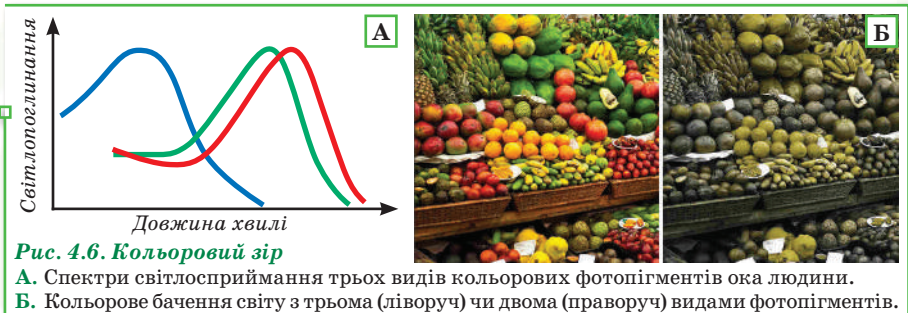 Світлопоглинання
А
Б
Довжина хвилі
Рис. 4.6. Кольоровий зір
А. Спектри світлосприймання трьох видів кольорових фотопігментів ока людини.
Б. Кольорове бачення світу з трьома (ліворуч) чи двома (праворуч) видами фотопігментів.